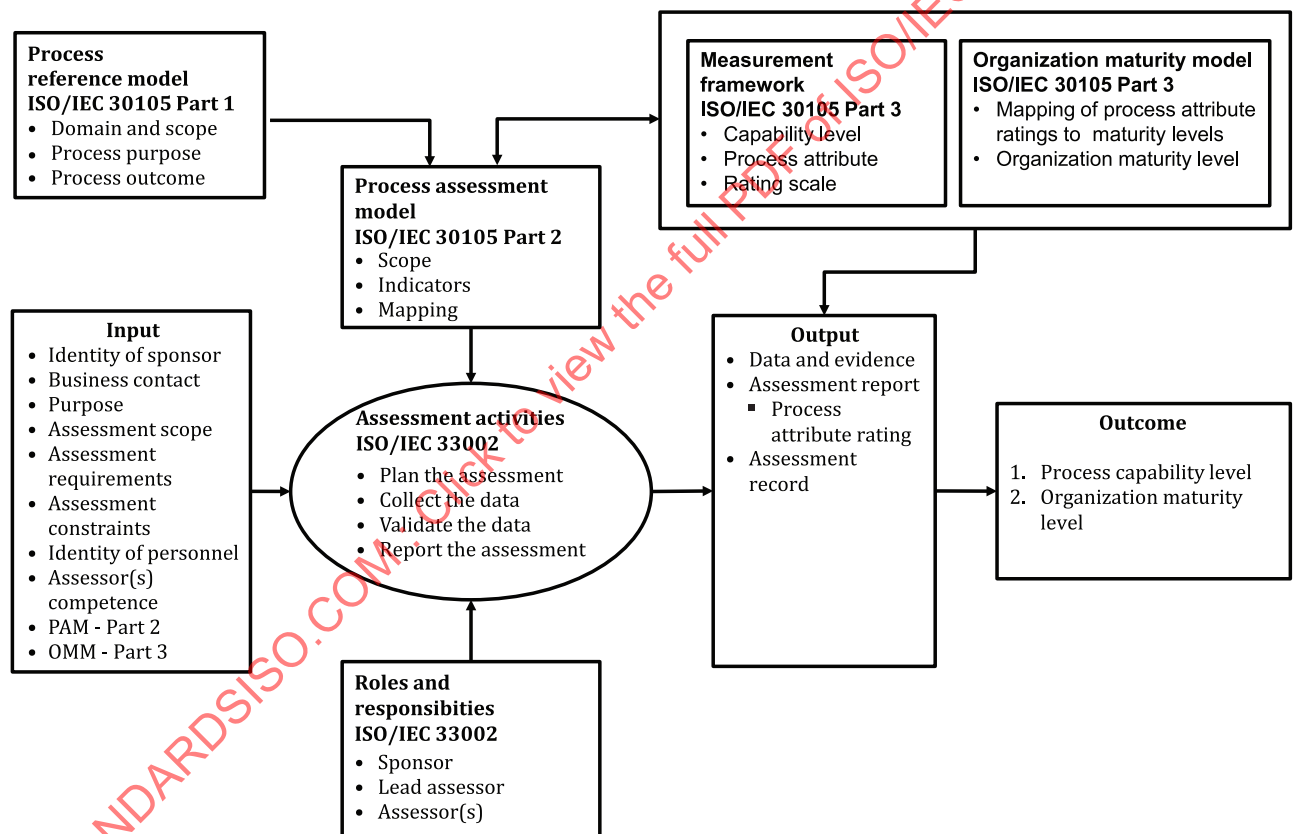 Process
reference model
ISO/IEC 30105 Part 1
• Domain and scope
• Process purpose
• Process outcome
Measurement
framework
ISO/IEC 30105 Part 3
• Capability level
• Process attribute
• Rating scale
Organization maturity model
ISO/IEC 30105 Part 3
• Mapping of process attribute
ratings to maturity levels
• Organization maturity level
Process assessment
model
ISO/IEC 30105 Part 2
• Scope
• Indicators
• Mapping
Input
• Identity of sponsor
• Business contact
• Purpose
• Assessment scope
• Assessment
requirements
• Assessment
constraints
• Identity of personnel
• Assessor(s)
competence
• PAM - Part 2
• OMM - Part 3
Assessment activities
ISO/IEC 33002
• Plan the assessment
• Collect the data
• Validate the data
• Report the assessment
Output
• Data and evidence
• Assessment report
▪ Process
attribute rating
• Assessment
record
Outcome
1. Process capability level
2. Organization maturity
level
Roles and
responsibities
ISO/IEC 33002
• Sponsor
• Lead assessor
• Assessor(s)
NDARDSISO.COM : Click to view the full PDF of ISO/IEC